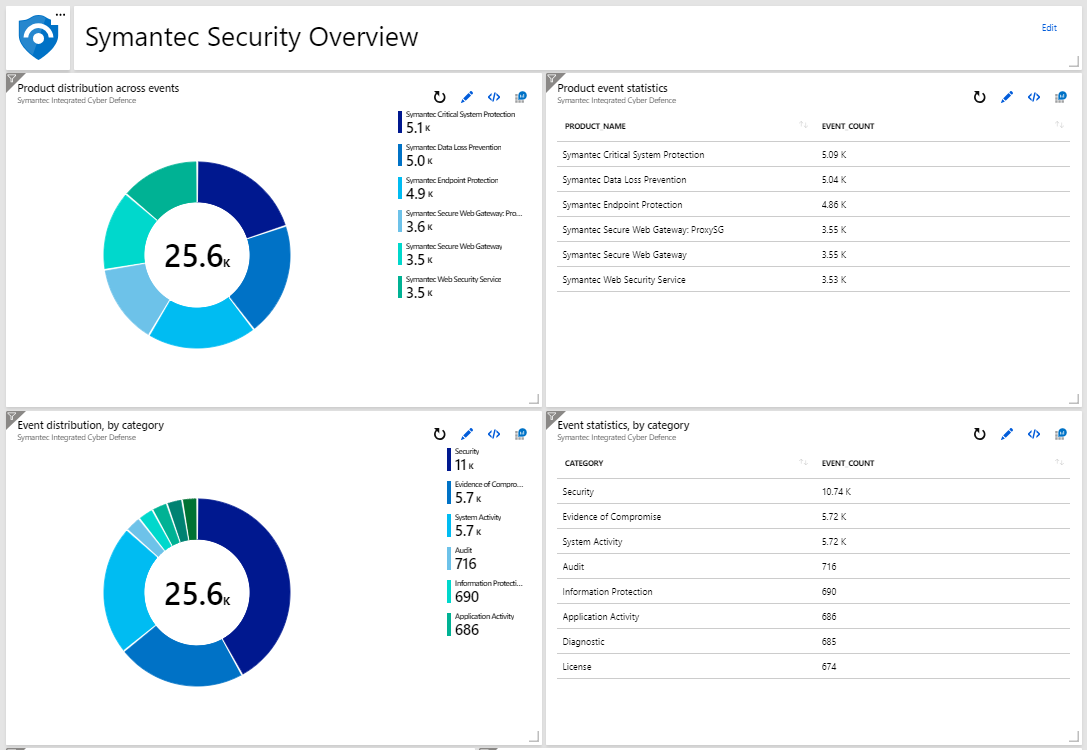 Symantec Security Overview
Edit
Product distribution across events
Symantec Integrated Cyber Defence
Symantec Critical System Protection
5.1 K
Symantec Data Loss Prevention
5.0 K
Symantec Endpoint Protection
4.9 K
Symantec Secure Web Gateway: Pro...
3.6 K
Symantec Secure Web Gateway
3.5 K
Symantec Web Security Service
3.5 K
25.6K
Product event statistics
Symantec Integrated Cyber Defence
PRODUCT_NAME EVENT_COUNT
Symantec Critical System Protection 5.09 K
Symantec Data Loss Prevention 5.04 K
Symantec Endpoint Protection 4.86 K
Symantec Secure Web Gateway: ProxySG 3.55 K
Symantec Secure Web Gateway 3.55 K
Symantec Web Security Service 3.53 K
Event distribution, by category
Symantec Integrated Cyber Defense
Security
11 K
Evidence of Compro...
5.7 K
System Activity
5.7 K
Audit
716
Information Protecti...
690
Application Activity
686
25.6K
Event statistics, by category
Symantec Integrated Cyber Defence
CATEGORY EVENT_COUNT
Security 10.74 K
Evidence of Compromise 5.72 K
System Activity 5.72 K
Audit 716
Information Protection 690
Application Activity 686
Diagnostic 685
License 674